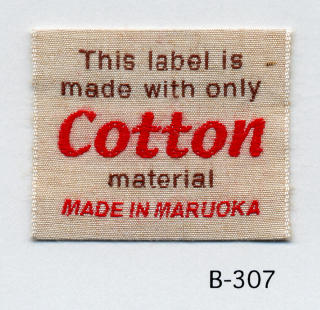 This label is
made with only
Cotton
material
MADE IN MARUOKA
B-307